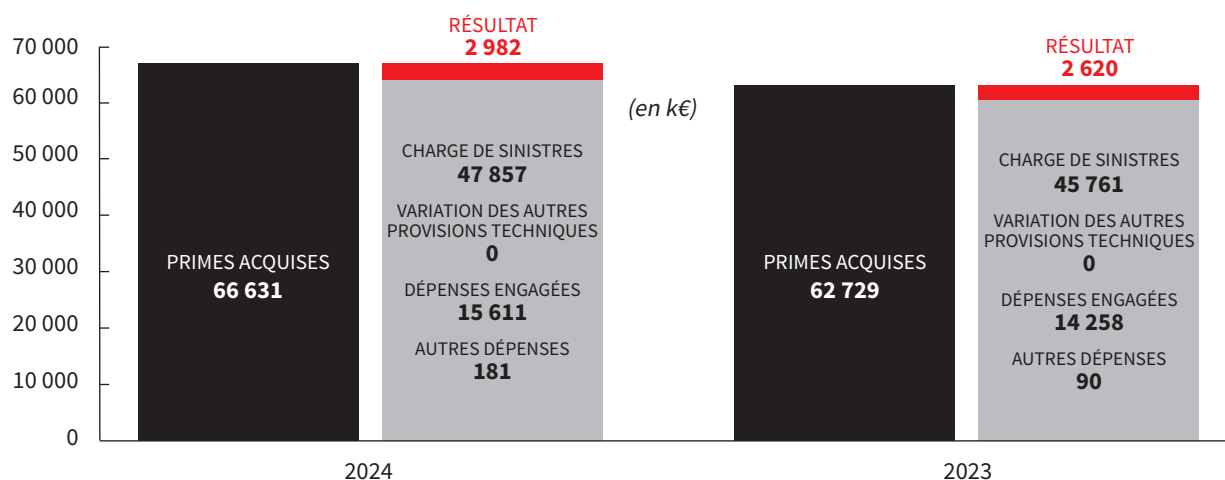 70 000
60 000
50 000
40 000
30 000
20 000
10 000
0
PRIMES ACQUISES
66 631
RÉSULTAT
2 982
CHARGE DE SINISTRES
47 857
VARIATION DES AUTRES
PROVISIONS TECHNIQUES
0
DÉPENSES ENGAGÉES
15 611
AUTRES DÉPENSES
181
2024
(en k€)
PRIMES ACQUISES
62 729
RÉSULTAT
2 620
CHARGE DE SINISTRES
45 761
VARIATION DES AUTRES
PROVISIONS TECHNIQUES
0
DÉPENSES ENGAGÉES
14 258
AUTRES DÉPENSES
90
2023